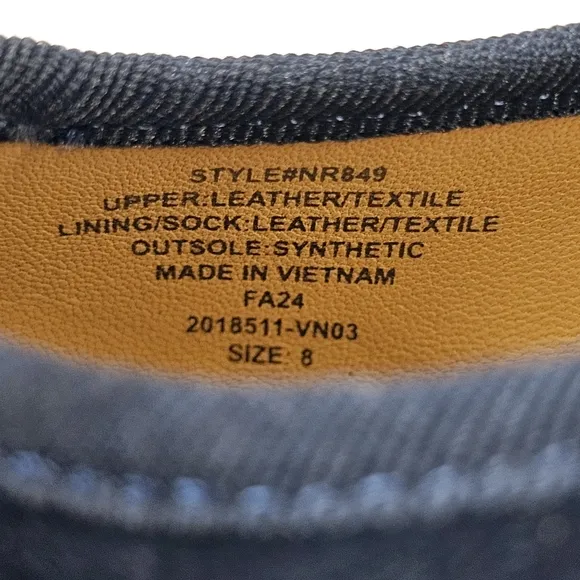 STYLE#NR849
UPPER:LEATHER/TEXTILE
LINING/SOCK:LEATHER/TEXTILE
OUTSOLE:SYNTHETIC
MADE IN VIETNAM
FA24
2018511-VN03
SIZE: 8